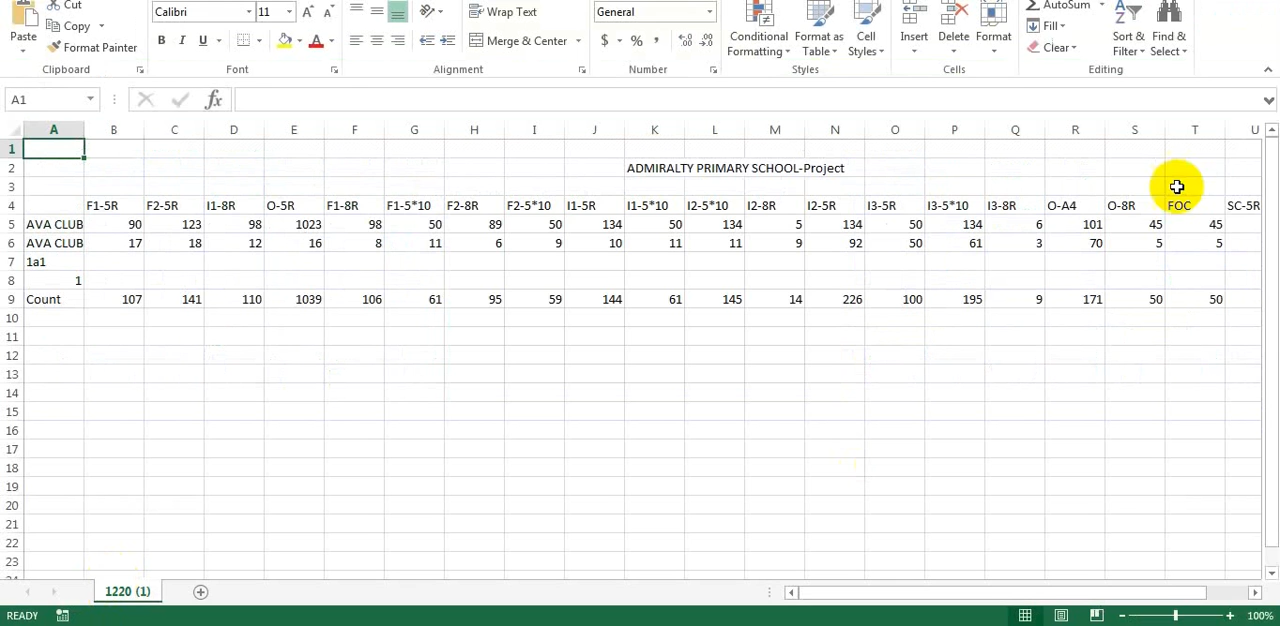 Cut
Calibri 11 Wrap Text General AutoSum
Copy Fill
Paste Format Painter B I U Merge & Center $ % , Conditional Formatting Format as Table Cell Styles Insert Delete Format Clear Sort & Filter Find & Select
Clipboard Font Alignment Number Styles Cells Editing
A1 fx
A B C D E F G H I J K L M N O P Q R S T U
1
2 ADMIRALTY PRIMARY SCHOOL-Project
3
4 F1-5R F2-5R I1-8R O-5R F1-8R F1-5*10 F2-8R F2-5*10 I1-5R I1-5*10 I2-5*10 I2-8R I2-5R I3-5R I3-5*10 I3-8R O-A4 O-8R FOC SC-5R
5 AVA CLUB 90 123 98 1023 98 50 89 50 134 50 134 5 134 50 134 6 101 45 45
6 AVA CLUB 17 18 12 16 8 11 6 9 10 11 11 9 92 50 61 3 70 5 5
7 1a1
8 1
9 Count 107 141 110 1039 106 61 95 59 144 61 145 14 226 100 195 9 171 50 50
10
11
12
13
14
15
16
17
18
19
20
21
22
23
1220 (1)
READY 100%